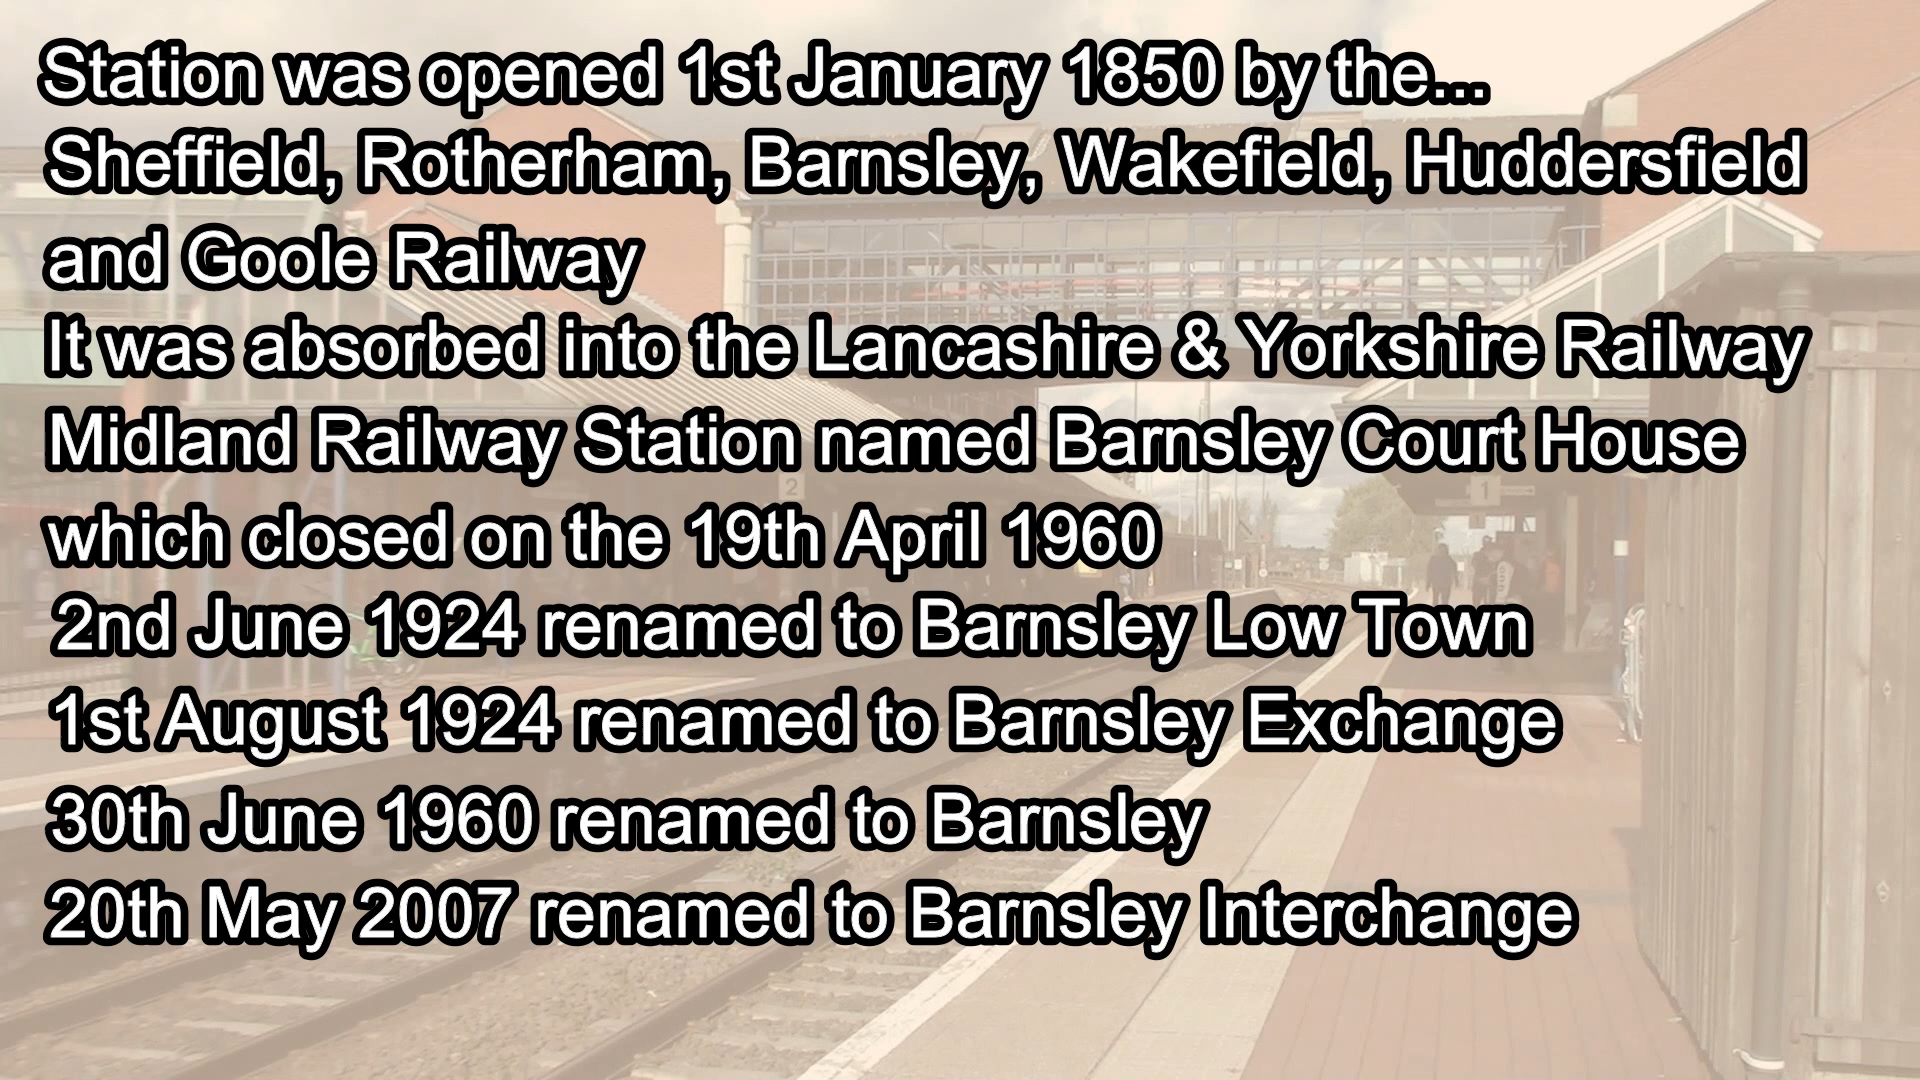 Station was opened 1st January 1850 by the...
Sheffield, Rotherham, Barnsley, Wakefield, Huddersfield
and Goole Railway
It was absorbed into the Lancashire & Yorkshire Railway
Midland Railway Station named Barnsley Court House
which closed on the 19th April 1960
2nd June 1924 renamed to Barnsley Low Town
1st August 1924 renamed to Barnsley Exchange
30th June 1960 renamed to Barnsley
20th May 2007 renamed to Barnsley Interchange
2
1